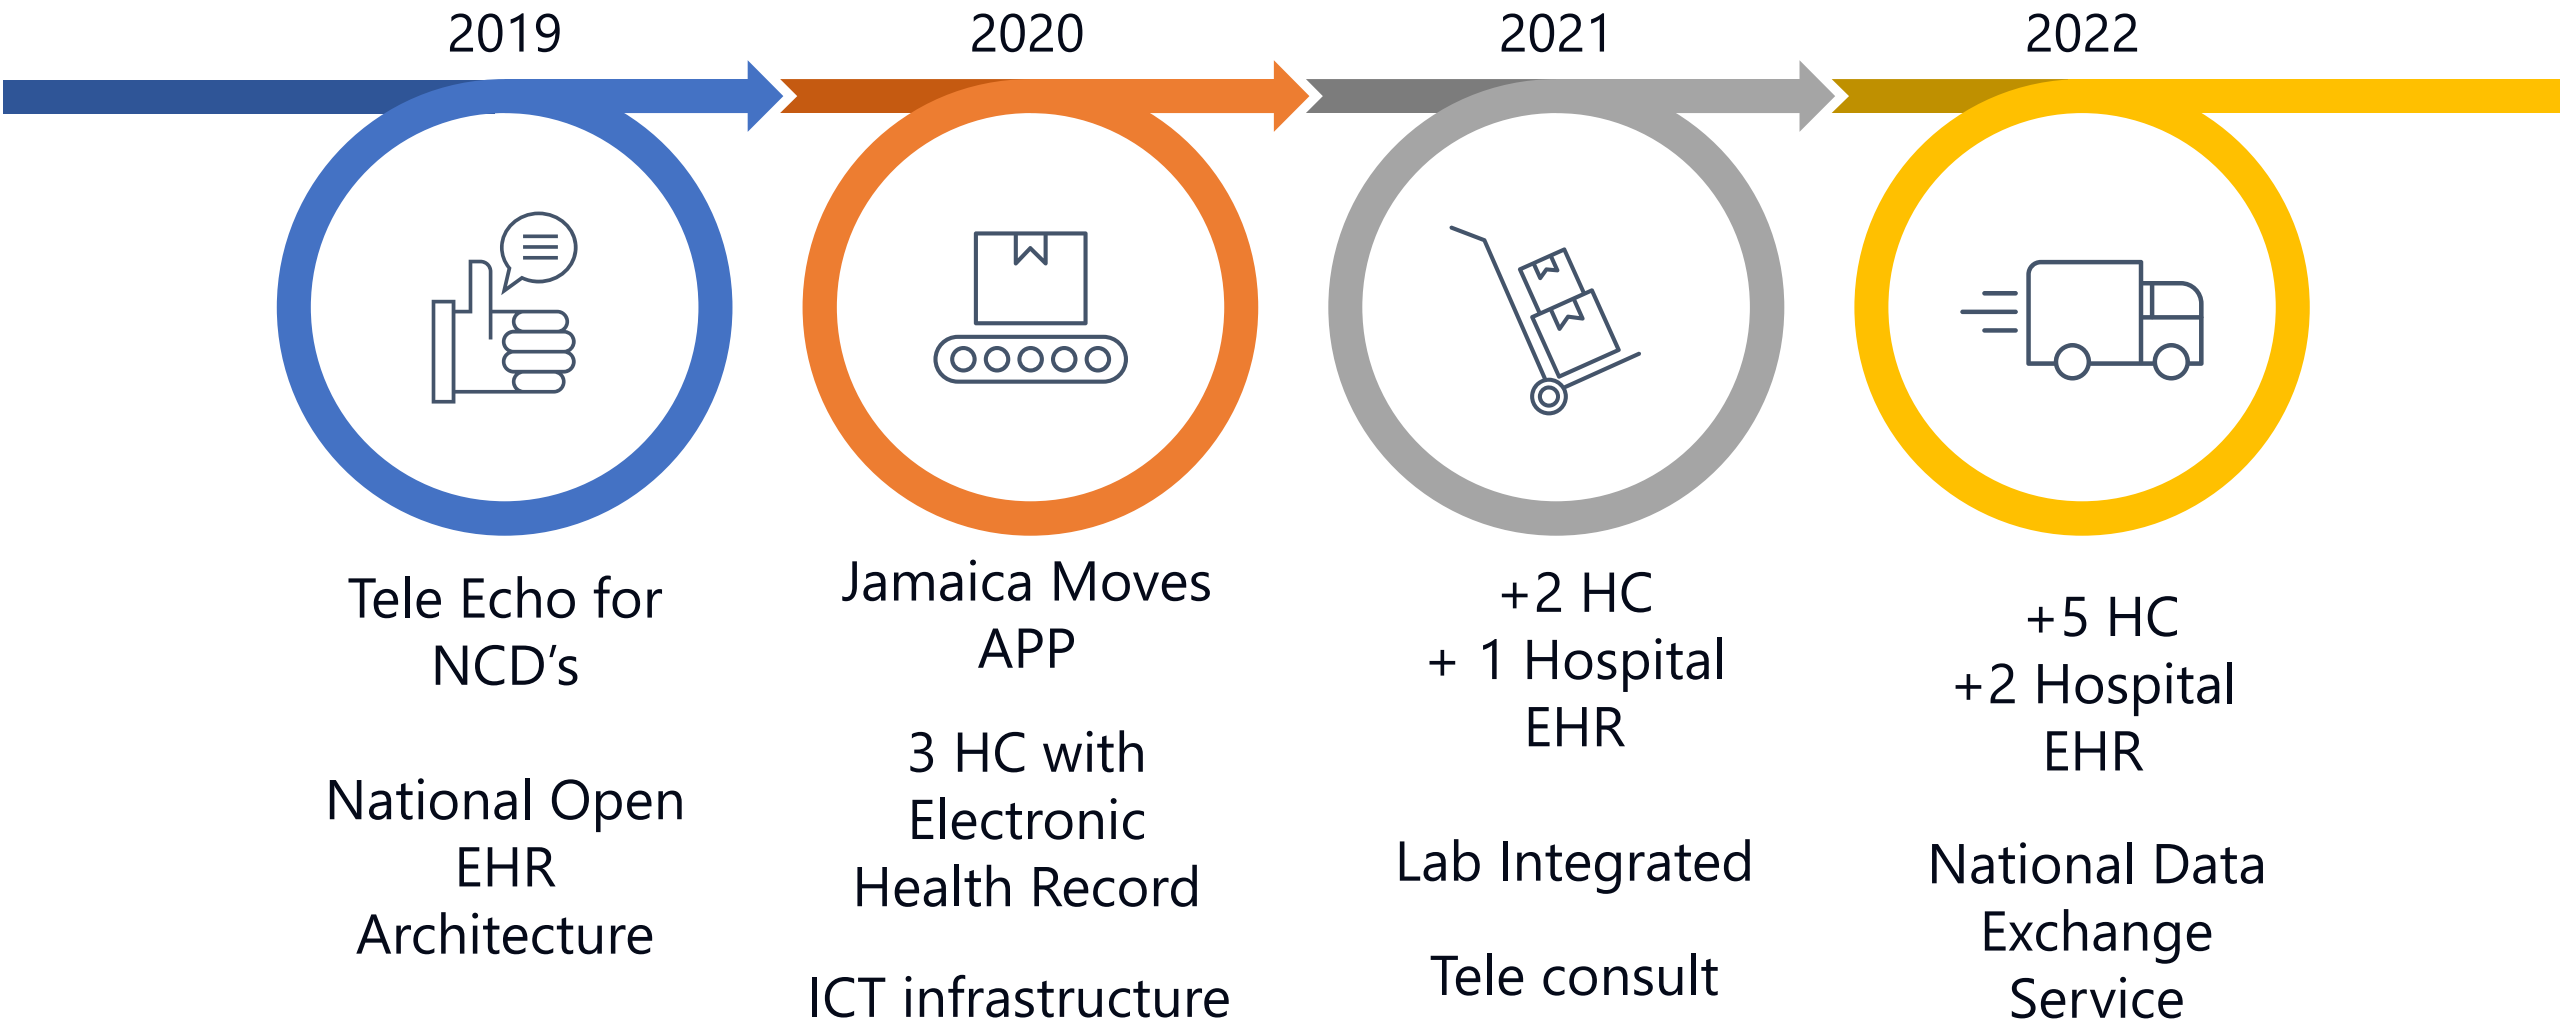 2019
2020
2021
2022
Tele Echo for
NCD’s
National Open
EHR
Architecture
Jamaica Moves
APP
3 HC with
Electronic
Health Record
ICT infrastructure
+2 HC
+ 1 Hospital
EHR
Lab Integrated
Tele consult
+5 HC
+2 Hospital
EHR
National Data
Exchange
Service